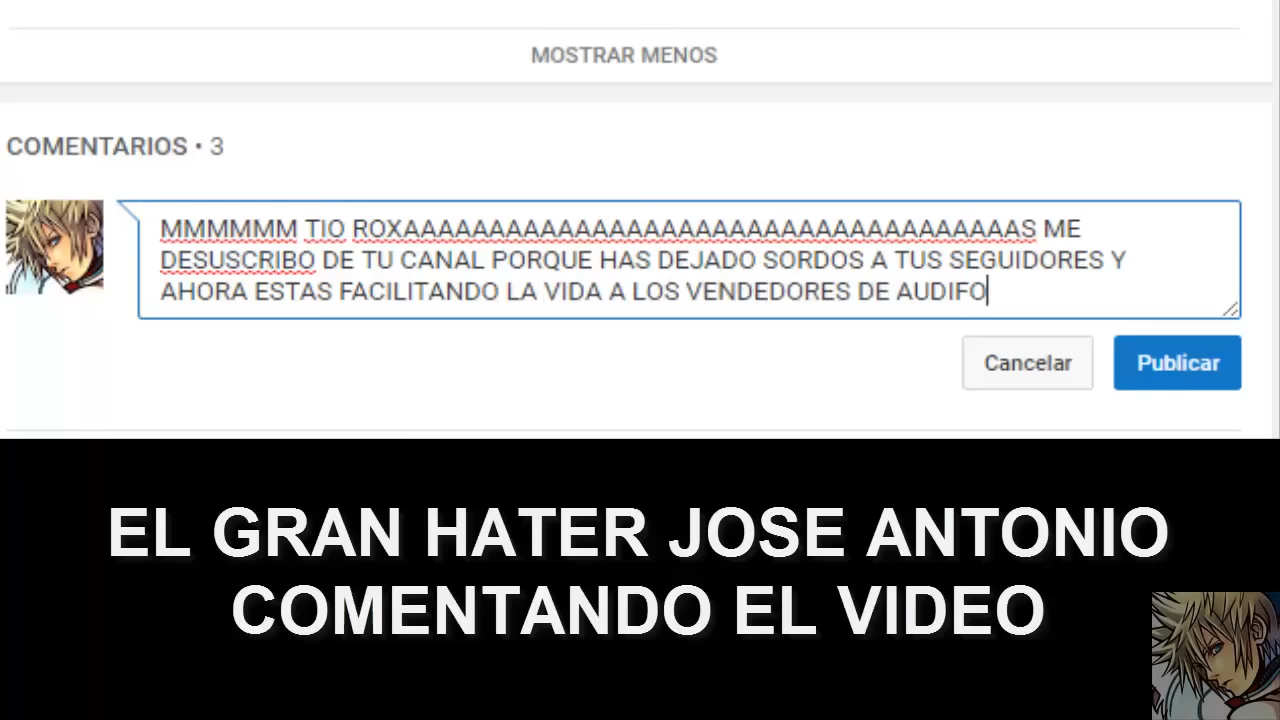 MOSTRAR MENOS
COMENTARIOS • 3
MMMMMM TIO ROXAAAAAAAAAAAAAAAAAAAAAAAAAAAAAAAAAAAAS ME
DESUSCRIBO DE TU CANAL PORQUE HAS DEJADO SORDOS A TUS SEGUIDORES Y
AHORA ESTAS FACILITANDO LA VIDA A LOS VENDEDORES DE AUDIFO
Cancelar Publicar
EL GRAN HATER JOSE ANTONIO
COMENTANDO EL VIDEO